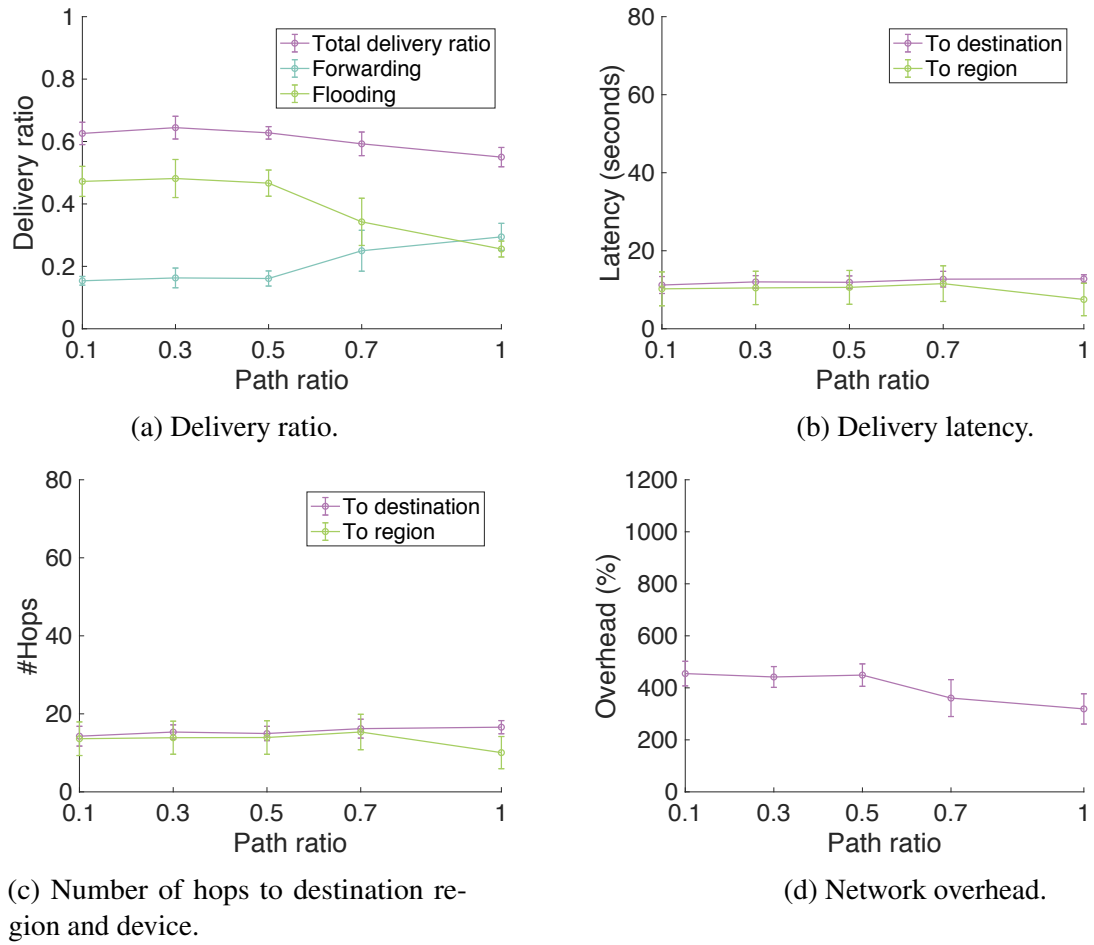 1
0.8
0.6
0.4
0.2
0
Delivery ratio
Total delivery ratio
Forwarding
Flooding
0.1 0.3 0.5 0.7 1
Path ratio
(a) Delivery ratio.
80
60
40
20
0
Latency (seconds)
To destination
To region
0.1 0.3 0.5 0.7 1
Path ratio
(b) Delivery latency.
80
60
40
20
0
#Hops
To destination
To region
0.1 0.3 0.5 0.7 1
Path ratio
(c) Number of hops to destination re-
gion and device.
1200
1000
800
600
400
200
0
Overhead (%)
0.1 0.3 0.5 0.7 1
Path ratio
(d) Network overhead.